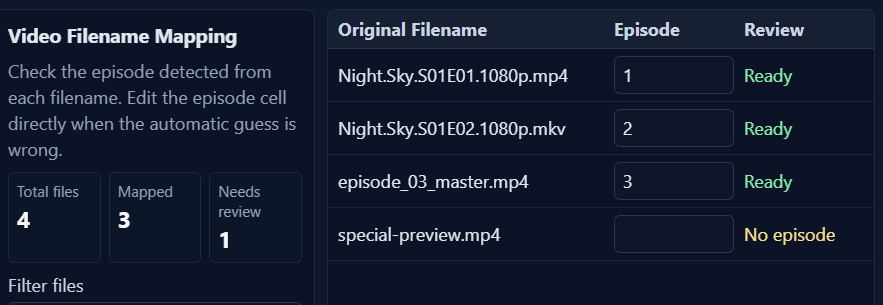 Video Filename Mapping
Check the episode detected from
each filename. Edit the episode cell
directly when the automatic guess is
wrong.
Total files
4
Mapped
3
Needs
review
1
Filter files
Original Filename Episode Review
Night.Sky.S01E01.1080p.mp4 1 Ready
Night.Sky.S01E02.1080p.mkv 2 Ready
episode_03_master.mp4 3 Ready
special-preview.mp4 No episode